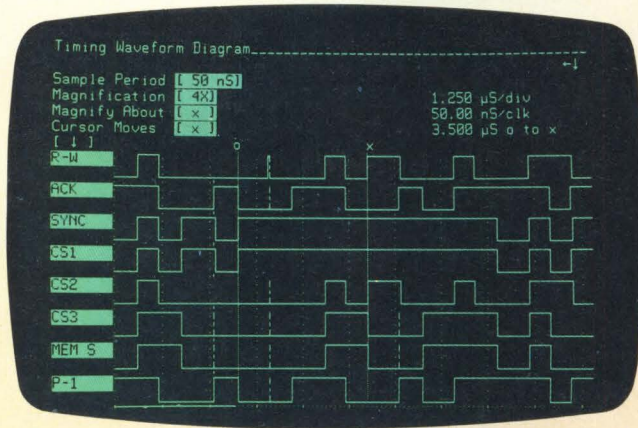 Timing Waveform Diagram
←↓
Sample Period [ 50 nS]
Magnification [ 4X] 1.250 µS/div
Magnify About [ x ] 50.00 nS/clk
Cursor Moves [ x ] 3.500 µS o to x
[ ↓ ]
o x
R-W
ACK
SYNC
CS1
CS2
CS3
MEM S
P-1